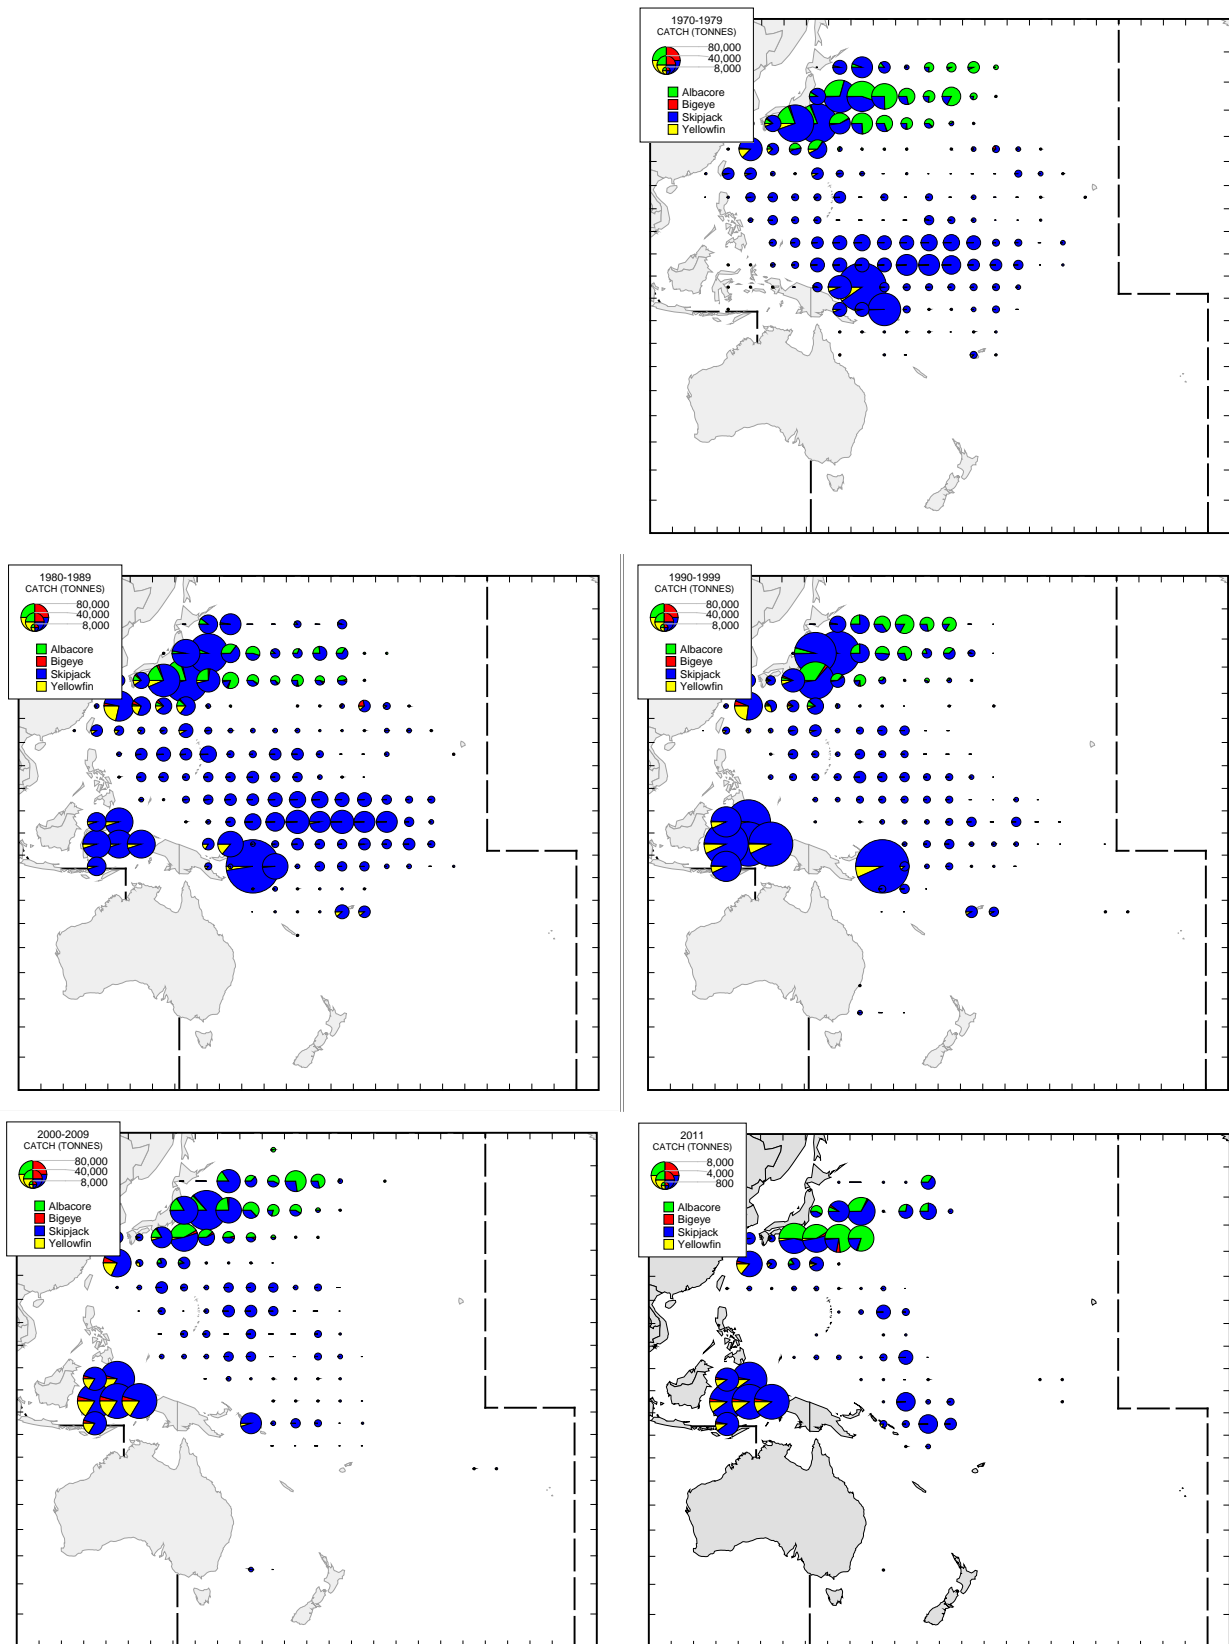 1970-1979
CATCH (TONNES)
80,000
40,000
8,000
Albacore
Bigeye
Skipjack
Yellowfin
1980-1989
CATCH (TONNES)
80,000
40,000
8,000
Albacore
Bigeye
Skipjack
Yellowfin
1990-1999
CATCH (TONNES)
80,000
40,000
8,000
Albacore
Bigeye
Skipjack
Yellowfin
2000-2009
CATCH (TONNES)
80,000
40,000
8,000
Albacore
Bigeye
Skipjack
Yellowfin
2011
CATCH (TONNES)
8,000
4,000
800
Albacore
Bigeye
Skipjack
Yellowfin